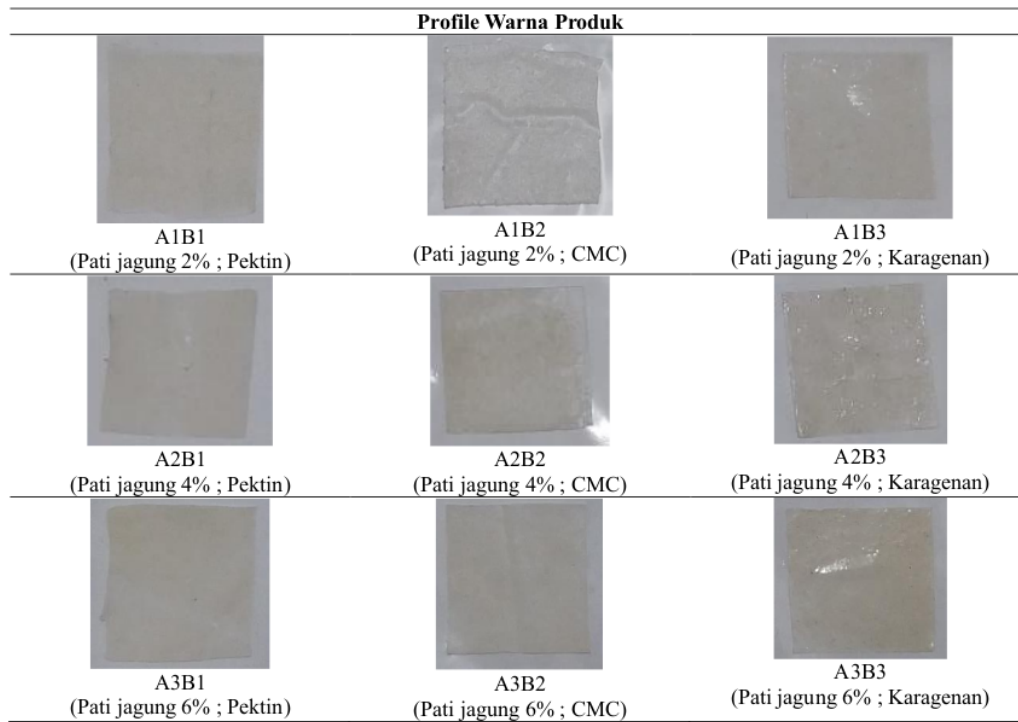 Profile Warna Produk
A1B1
(Pati jagung 2% ; Pektin)
A1B2
(Pati jagung 2% ; CMC)
A1B3
(Pati jagung 2% ; Karagenan)
A2B1
(Pati jagung 4% ; Pektin)
A2B2
(Pati jagung 4% ; CMC)
A2B3
(Pati jagung 4% ; Karagenan)
A3B1
(Pati jagung 6% ; Pektin)
A3B2
(Pati jagung 6% ; CMC)
A3B3
(Pati jagung 6% ; Karagenan)